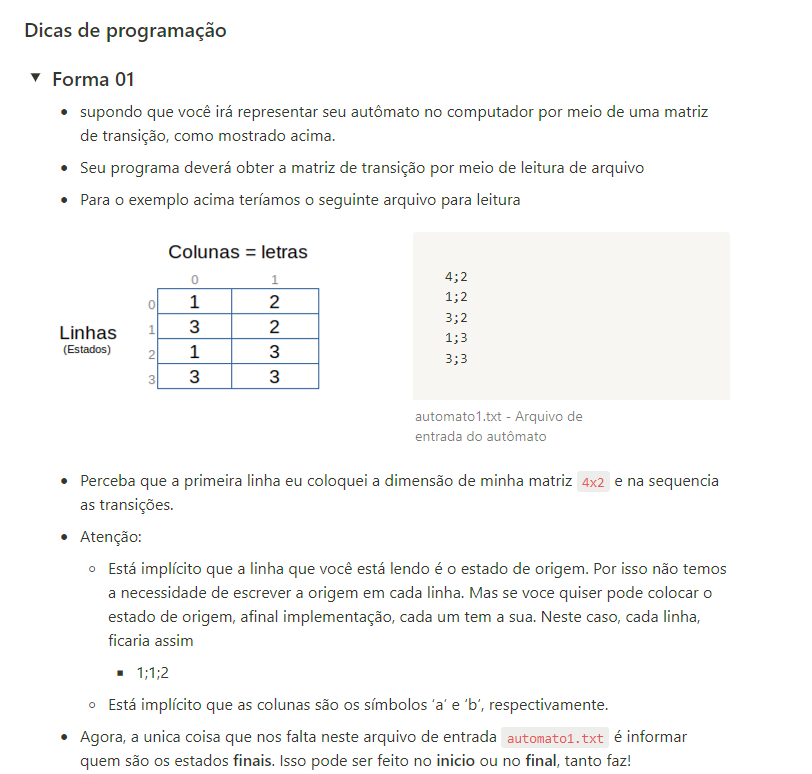 Dicas de programação
Forma 01
supondo que você irá representar seu autômato no computador por meio de uma matriz
de transição, como mostrado acima.
Seu programa deverá obter a matriz de transição por meio de leitura de arquivo
Para o exemplo acima teríamos o seguinte arquivo para leitura
Colunas = letras
0 1
0 1 2
Linhas
(Estados)
1 3 2
2 1 3
3 3 3
4;2
1;2
3;2
1;3
3;3
automato1.txt - Arquivo de
entrada do autômato
Perceba que a primeira linha eu coloquei a dimensão de minha matriz 4x2 e na sequencia
as transições.
Atenção:
Está implícito que a linha que você está lendo é o estado de origem. Por isso não temos
a necessidade de escrever a origem em cada linha. Mas se voce quiser pode colocar o
estado de origem, afinal implementação, cada um tem a sua. Neste caso, cada linha,
ficaria assim
1;1;2
Está implícito que as colunas são os símbolos 'a' e 'b', respectivamente.
Agora, a unica coisa que nos falta neste arquivo de entrada automato1.txt é informar
quem são os estados finais. Isso pode ser feito no inicio ou no final, tanto faz!